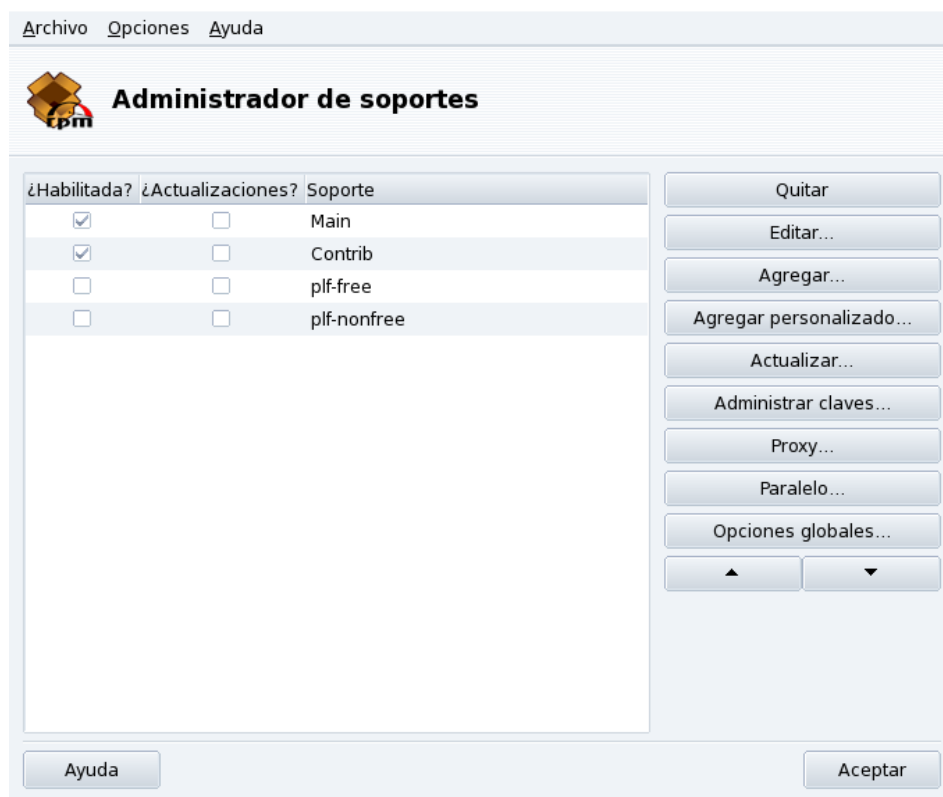 Archivo Opciones Ayuda
rpm
Administrador de soportes
¿Habilitada? ¿Actualizaciones? Soporte
Main
Contrib
plf-free
plf-nonfree
Quitar
Editar...
Agregar...
Agregar personalizado...
Actualizar...
Administrar claves...
Proxy...
Paralelo...
Opciones globales...
Ayuda
Aceptar